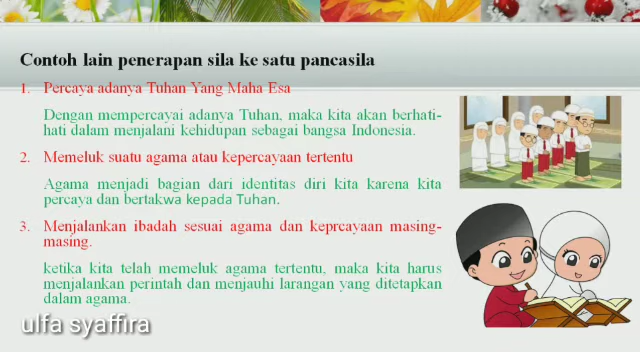 Contoh lain penerapan sila ke satu pancasila
1. Percaya adanya Tuhan Yang Maha Esa
Dengan mempercayai adanya Tuhan, maka kita akan berhati-
hati dalam menjalani kehidupan sebagai bangsa Indonesia.
2. Memeluk suatu agama atau kepercayaan tertentu
Agama menjadi bagian dari identitas diri kita karena kita
percaya dan bertakwa kepada Tuhan.
3. Menjalankan ibadah sesuai agama dan keprcayaan masing-
masing.
ketika kita telah memeluk agama tertentu, maka kita harus
menjalankan perintah dan menjauhi larangan yang ditetapkan
dalam agama.
ulfa syaffira